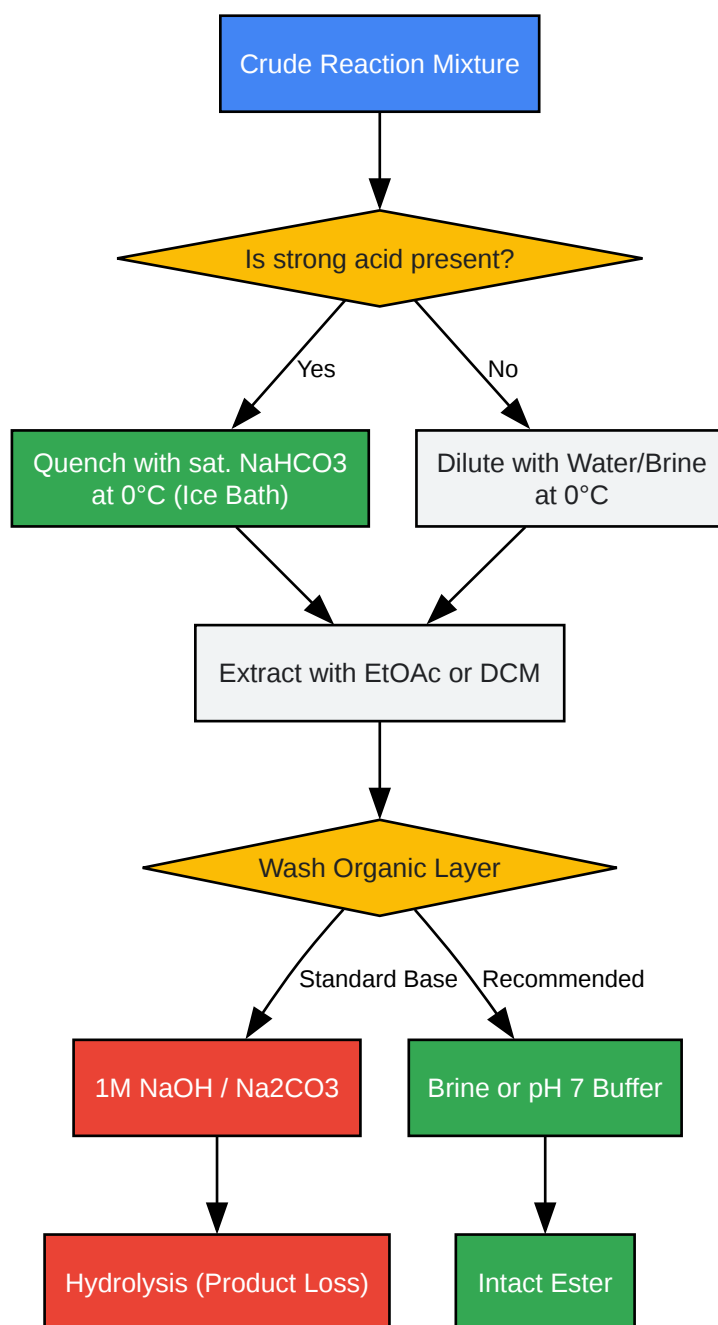 Crude Reaction Mixture
Is strong acid present?
Yes
No
Quench with sat. NaHCO3
at 0°C (Ice Bath)
Dilute with Water/Brine
at 0°C
Extract with EtOAc or DCM
Wash Organic Layer
Standard Base
Recommended
1M NaOH / Na2CO3
Brine or pH 7 Buffer
Hydrolysis (Product Loss)
Intact Ester